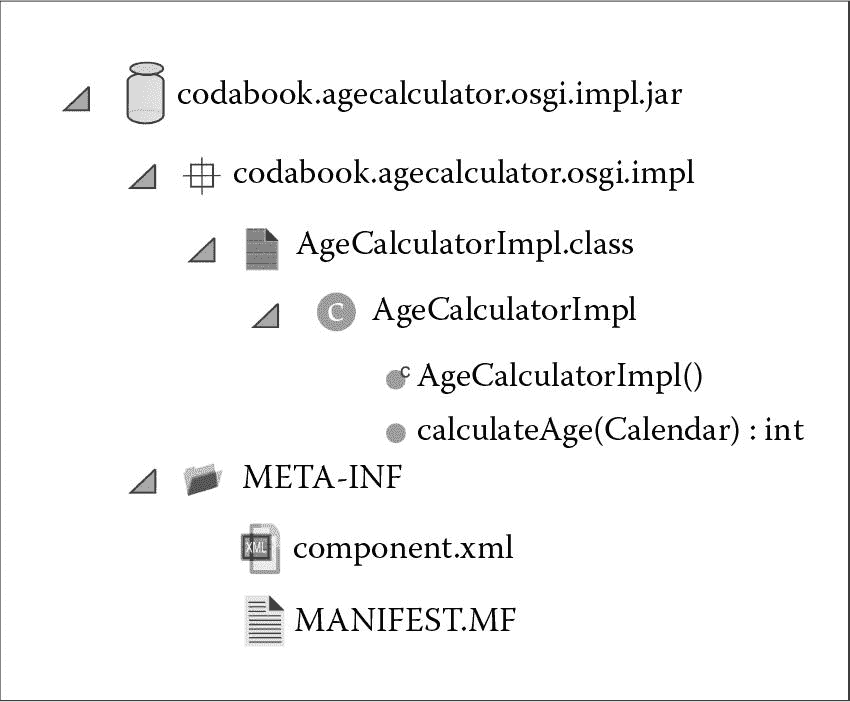 codabook.agecalculator.osgi.impl.jar
codabook.agecalculator.osgi.impl
AgeCalculatorImpl.class
C AgeCalculatorImpl
C AgeCalculatorImpl()
calculateAge(Calendar) : int
META-INF
XML component.xml
MANIFEST.MF